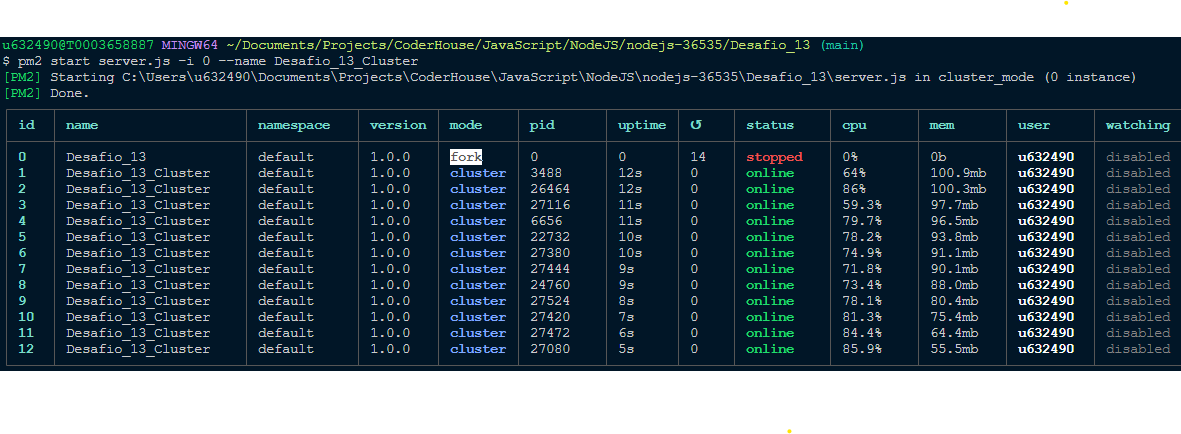 u632490@T0003658887 MINGW64 ~/Documents/Projects/CoderHouse/JavaScript/NodeJS/nodejs-36535/Desafio_13 (main)
$ pm2 start server.js -i 0 --name Desafio_13_Cluster
[PM2] Starting C:\Users\u632490\Documents\Projects\CoderHouse\JavaScript\NodeJS\nodejs-36535\Desafio_13\server.js in cluster_mode (0 instance)
[PM2] Done.
id name namespace version mode pid uptime ↺ status cpu mem user watching
0 Desafio_13 default 1.0.0 fork 0 0 14 stopped 0% 0b u632490 disabled
1 Desafio_13_Cluster default 1.0.0 cluster 3488 12s 0 online 64% 100.9mb u632490 disabled
2 Desafio_13_Cluster default 1.0.0 cluster 26464 12s 0 online 86% 100.3mb u632490 disabled
3 Desafio_13_Cluster default 1.0.0 cluster 27116 11s 0 online 59.3% 97.7mb u632490 disabled
4 Desafio_13_Cluster default 1.0.0 cluster 6656 11s 0 online 79.7% 96.5mb u632490 disabled
5 Desafio_13_Cluster default 1.0.0 cluster 22732 10s 0 online 78.2% 93.8mb u632490 disabled
6 Desafio_13_Cluster default 1.0.0 cluster 27380 10s 0 online 74.9% 91.1mb u632490 disabled
7 Desafio_13_Cluster default 1.0.0 cluster 27444 9s 0 online 71.8% 90.1mb u632490 disabled
8 Desafio_13_Cluster default 1.0.0 cluster 24760 9s 0 online 73.4% 88.0mb u632490 disabled
9 Desafio_13_Cluster default 1.0.0 cluster 27524 8s 0 online 78.1% 80.4mb u632490 disabled
10 Desafio_13_Cluster default 1.0.0 cluster 27420 7s 0 online 81.3% 75.4mb u632490 disabled
11 Desafio_13_Cluster default 1.0.0 cluster 27472 6s 0 online 84.4% 64.4mb u632490 disabled
12 Desafio_13_Cluster default 1.0.0 cluster 27080 5s 0 online 85.9% 55.5mb u632490 disabled